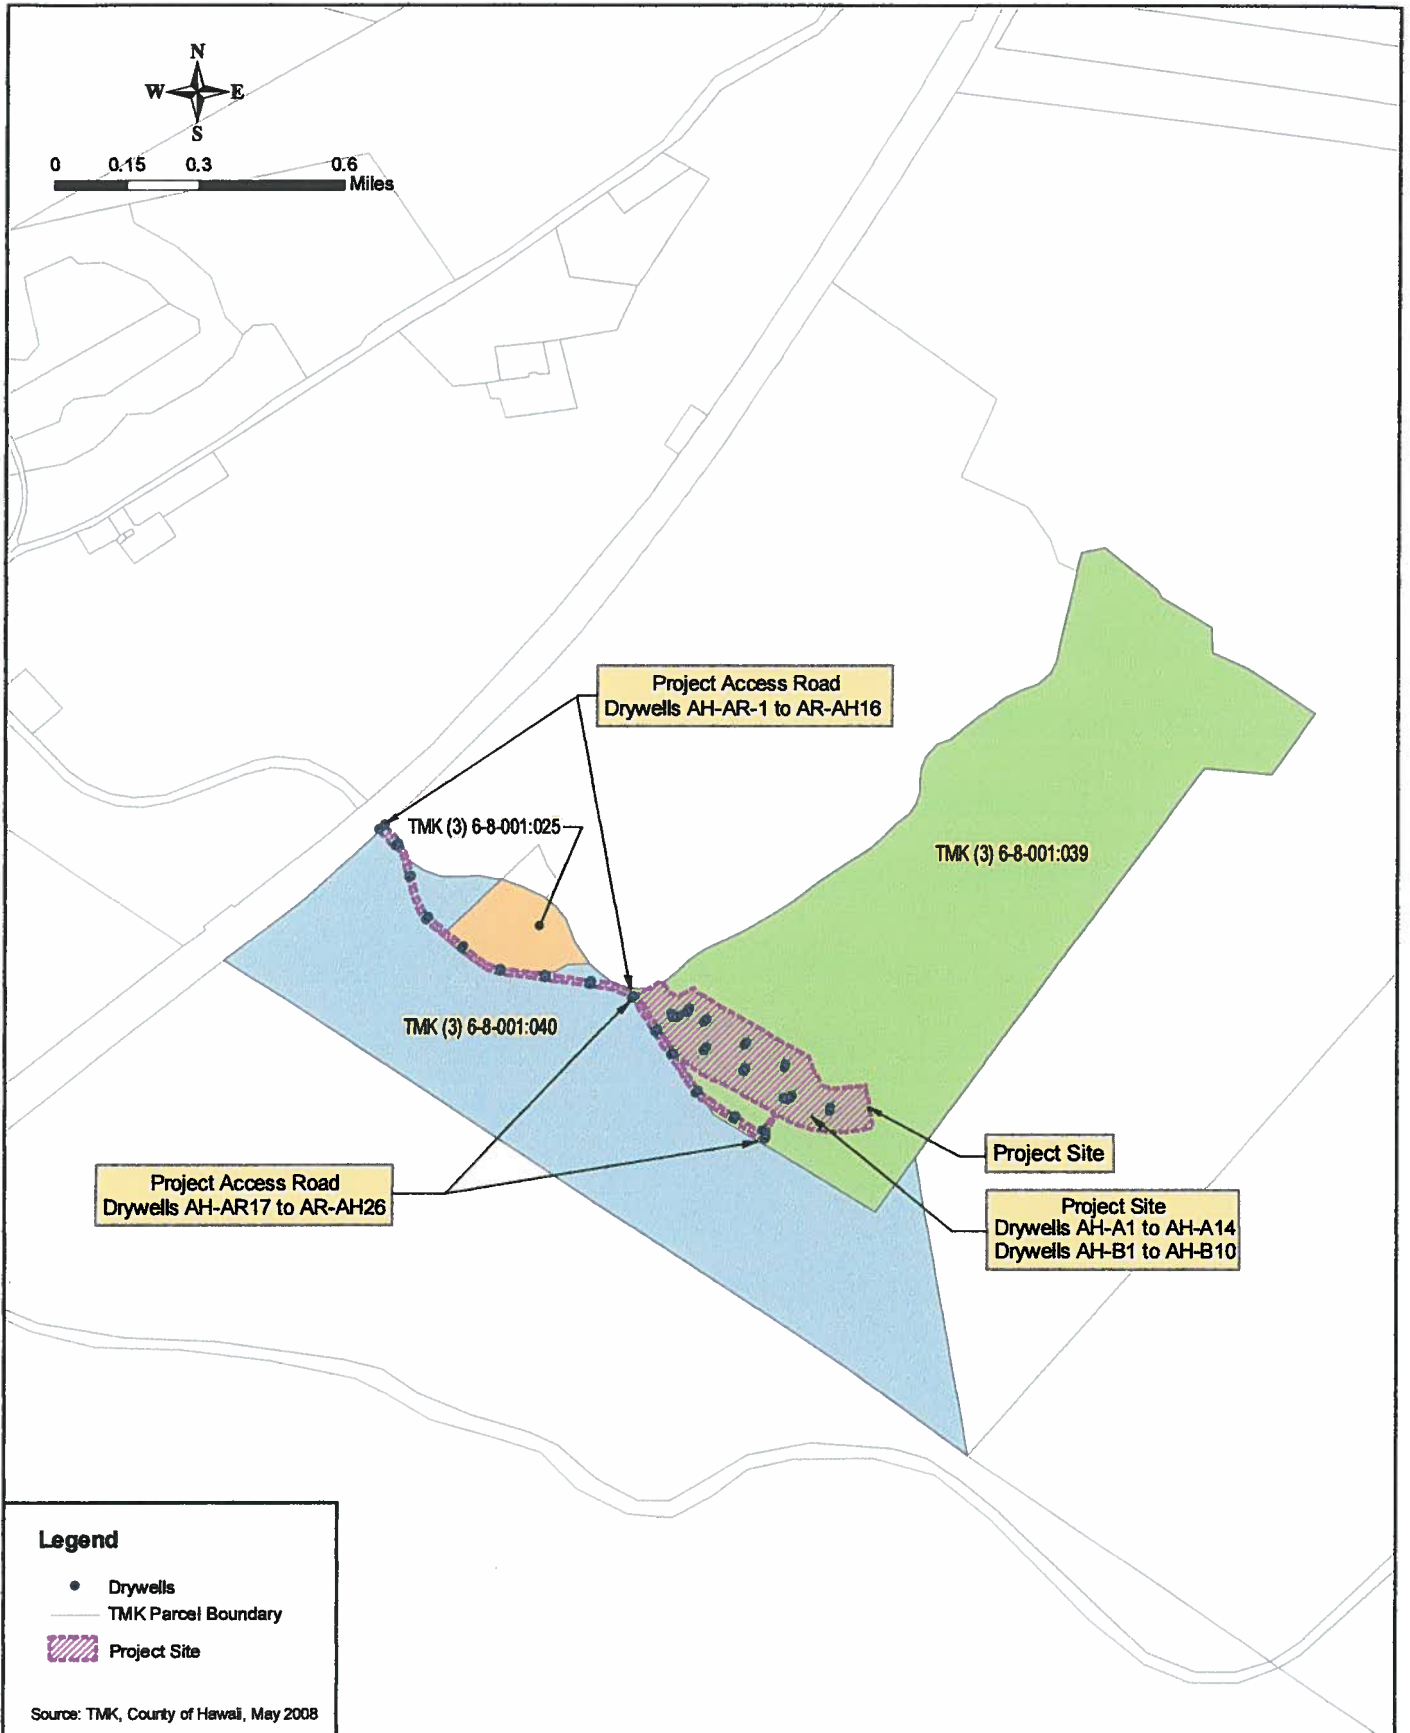 N
W E
S
0 0.15 0.3 0.6
Miles
Project Access Road
Drywells AH-AR-1 to AR-AH16
TMK (3) 6-8-001:025
TMK (3) 6-8-001:039
TMK (3) 6-8-001:040
Project Site
Project Access Road
Drywells AH-AR17 to AR-AH26
Project Site
Drywells AH-A1 to AH-A14
Drywells AH-B1 to AH-B10
Legend
Drywells
TMK Parcel Boundary
Project Site
Source: TMK, County of Hawaii, May 2008